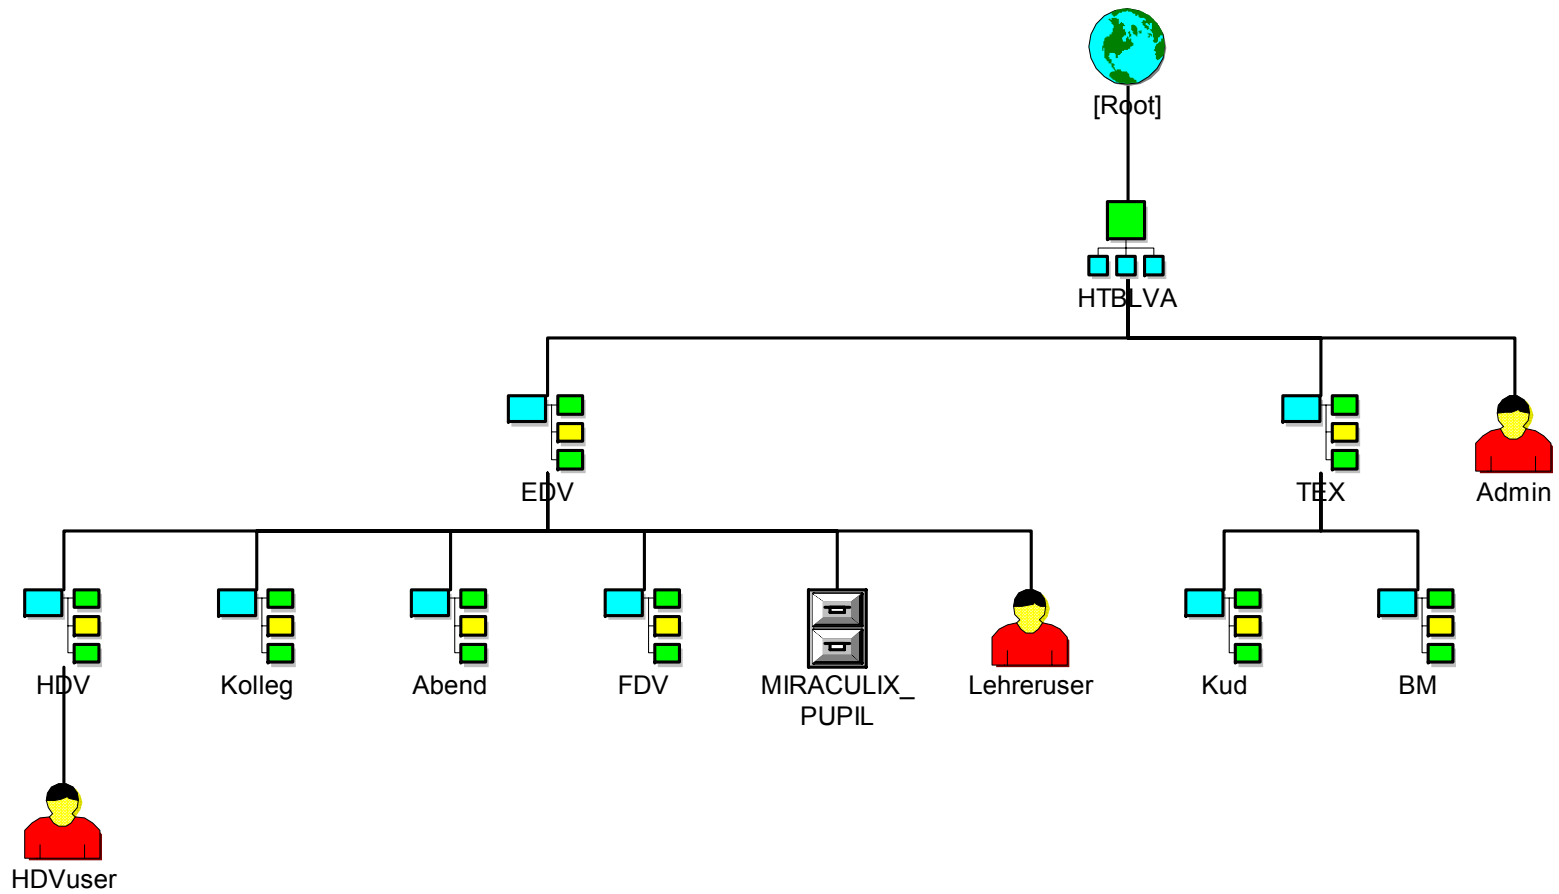 [Root]
HTBLVA
EDV
TEX
Admin
HDV
Kolleg
Abend
FDV
MIRACULIX_
PUPIL
Lehreruser
Kud
BM
HDVuser